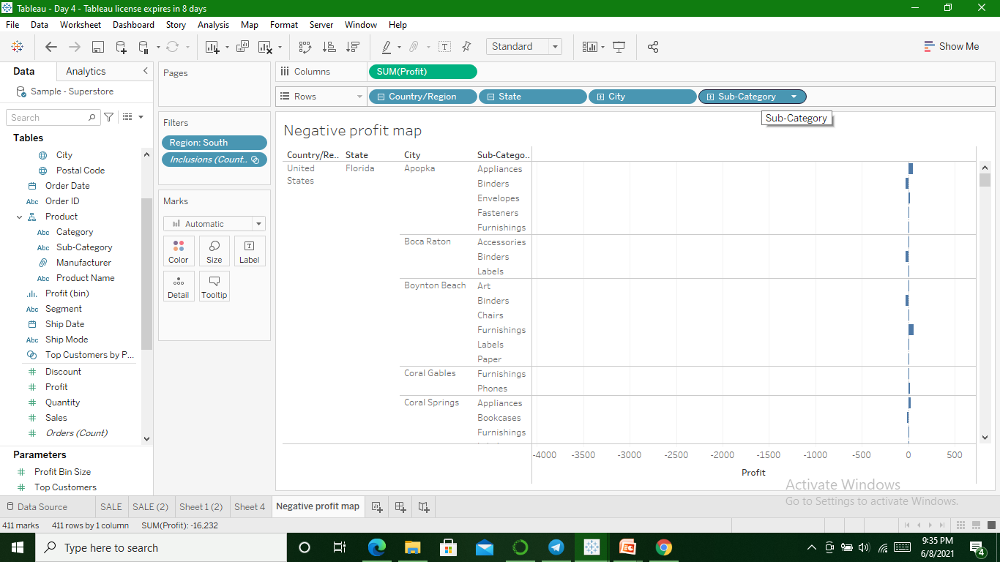 Tableau - Day 4 - Tableau license expires in 8 days
File Data Worksheet Dashboard Story Analysis Map Format Server Window Help
Standard
Show Me
Data
Analytics
Sample - Superstore
Search
Tables
City
Postal Code
Order Date
Abc Order ID
Product
Abc Category
Abc Sub-Category
Manufacturer
Abc Product Name
Profit (bin)
Abc Segment
Ship Date
Abc Ship Mode
Top Customers by P...
# Discount
# Profit
# Quantity
# Sales
# Orders (Count)
Parameters
# Profit Bin Size
# Top Customers
Pages
Filters
Region: South
Inclusions (Count..
Marks
Automatic
Color
Size
T
Label
Detail
Tooltip
Columns
SUM(Profit)
Rows
Country/Region
State
City
Sub-Category
Sub-Category
Negative profit map
Country/Re.. State City Sub-Catego..
United States
Florida
Apopka
Appliances
Binders
Envelopes
Fasteners
Furnishings
Boca Raton
Accessories
Binders
Labels
Boynton Beach
Art
Binders
Chairs
Furnishings
Labels
Paper
Coral Gables
Furnishings
Phones
Coral Springs
Appliances
Bookcases
Furnishings
-4000 -3500 -3000 -2500 -2000 -1500 -1000 -500 0 500
Profit
Activate Windows
Go to Settings to activate Windows.
Data Source
SALE
SALE (2)
Sheet 1 (2)
Sheet 4
Negative profit map
411 marks 411 rows by 1 column SUM(Profit): -16,232
Type here to search
9:35 PM
6/8/2021
4